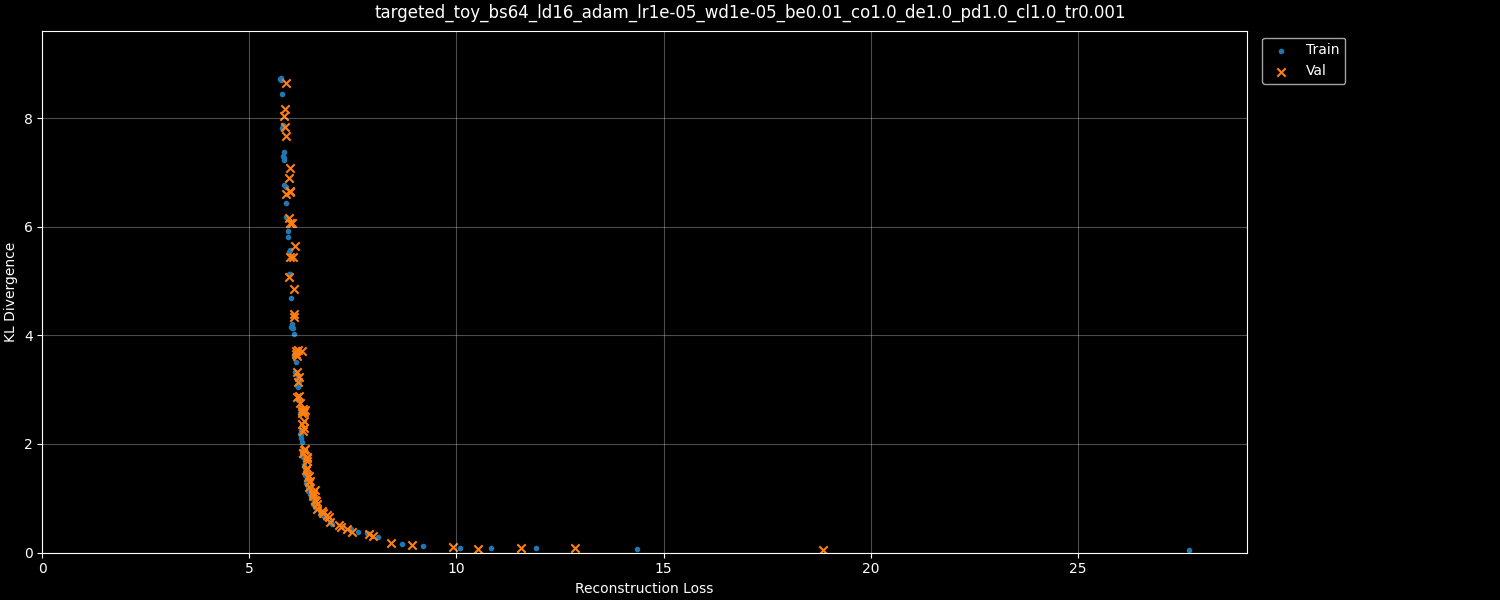 targeted_toy_bs64_ld16_adam_lr1e-05_wd1e-05_be0.01_co1.0_de1.0_pd1.0_cl1.0_tr0.001
Train
Val
KL Divergence
8
6
4
2
0
0
5
10
15
20
25
Reconstruction Loss